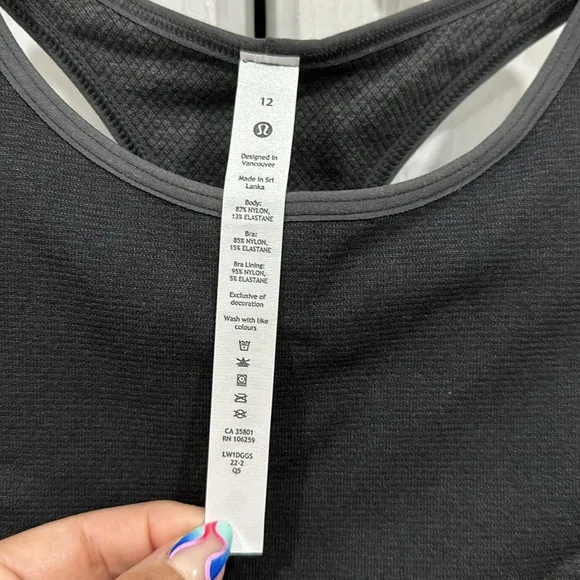 12
Designed in
Vancouver
Made in Sri
Lanka
Body:
87% NYLON,
13% ELASTANE
Bra:
85% NYLON,
15% ELASTANE
Bra Lining:
95% NYLON,
5% ELASTANE
Exclusive of
decoration
Wash with like
colours
CA 35801
RN 106259
LW1DGGS
22-2
Q5